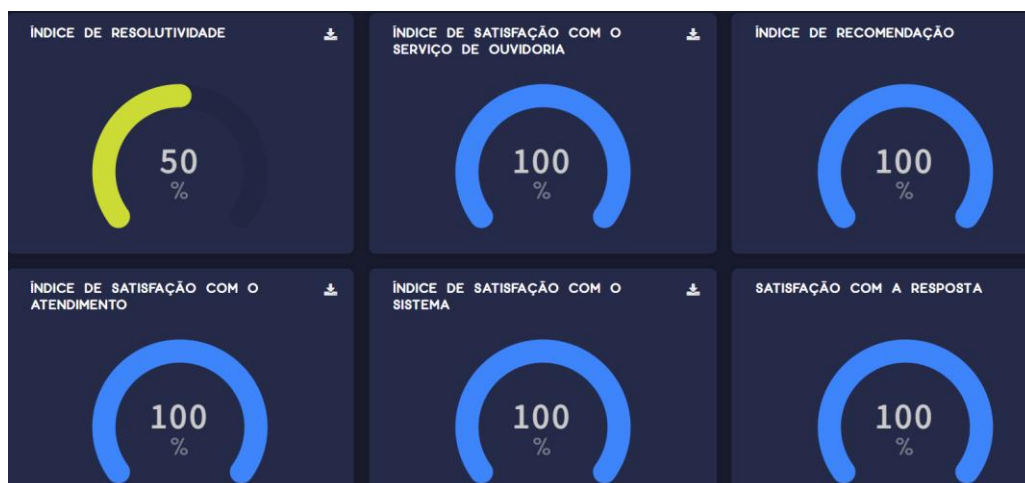 ÍNDICE DE RESOLUTIVIDADE
50
%
ÍNDICE DE SATISFAÇÃO COM O
SERVIÇO DE OUVIDORIA
100
%
ÍNDICE DE RECOMENDAÇÃO
100
%
ÍNDICE DE SATISFAÇÃO COM O
ATENDIMENTO
100
%
ÍNDICE DE SATISFAÇÃO COM O
SISTEMA
100
%
SATISFAÇÃO COM A RESPOSTA
100
%